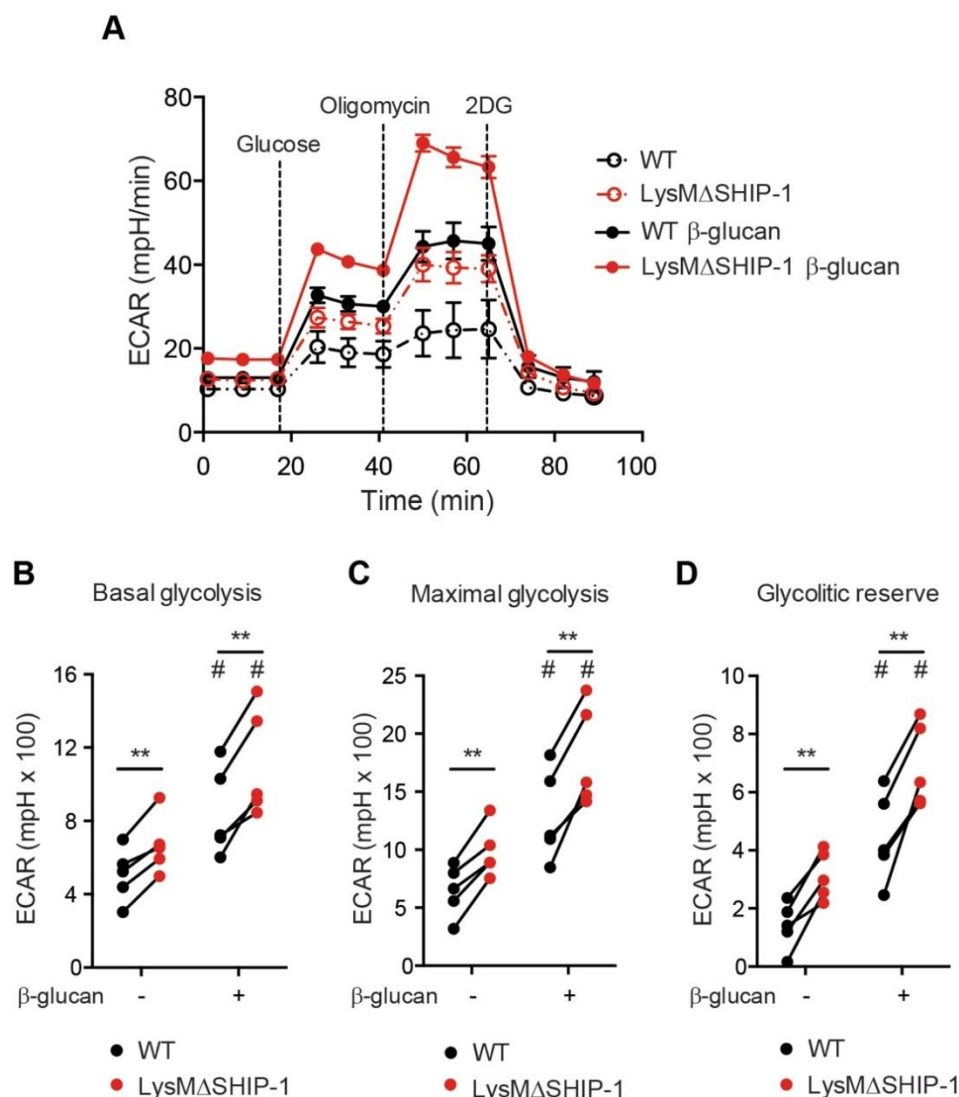 A
80
60
40
20
0
ECAR (mpH/min)
Glucose
Oligomycin
2DG
0 20 40 60 80 100
Time (min)
WT
LysMΔSHIP-1
WT β-glucan
LysMΔSHIP-1 β-glucan
B
Basal glycolysis
16
12
8
4
0
ECAR (mpH x 100)
**
**
# #
β-glucan - +
WT
LysMΔSHIP-1
C
Maximal glycolysis
25
20
15
10
5
0
ECAR (mpH x 100)
**
**
# #
- +
WT
LysMΔSHIP-1
D
Glycolitic reserve
10
8
6
4
2
0
ECAR (mpH x 100)
**
**
# #
β-glucan - +
WT
LysMΔSHIP-1